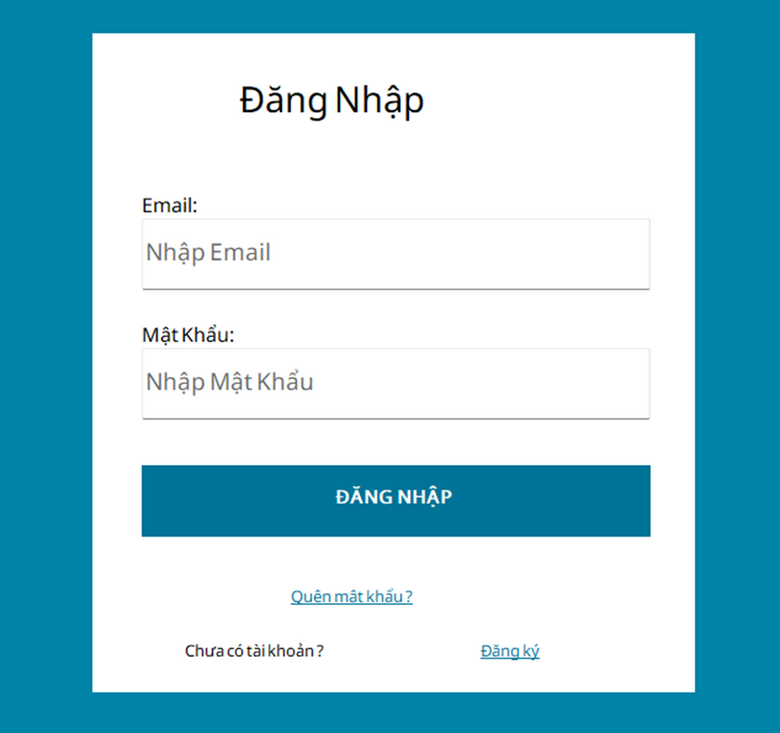 Đăng Nhập
Email:
Nhập Email
Mật Khẩu:
Nhập Mật Khẩu
ĐĂNG NHẬP
Quên mât khẩu ?
Chưa có tài khoản ? Đăng ký